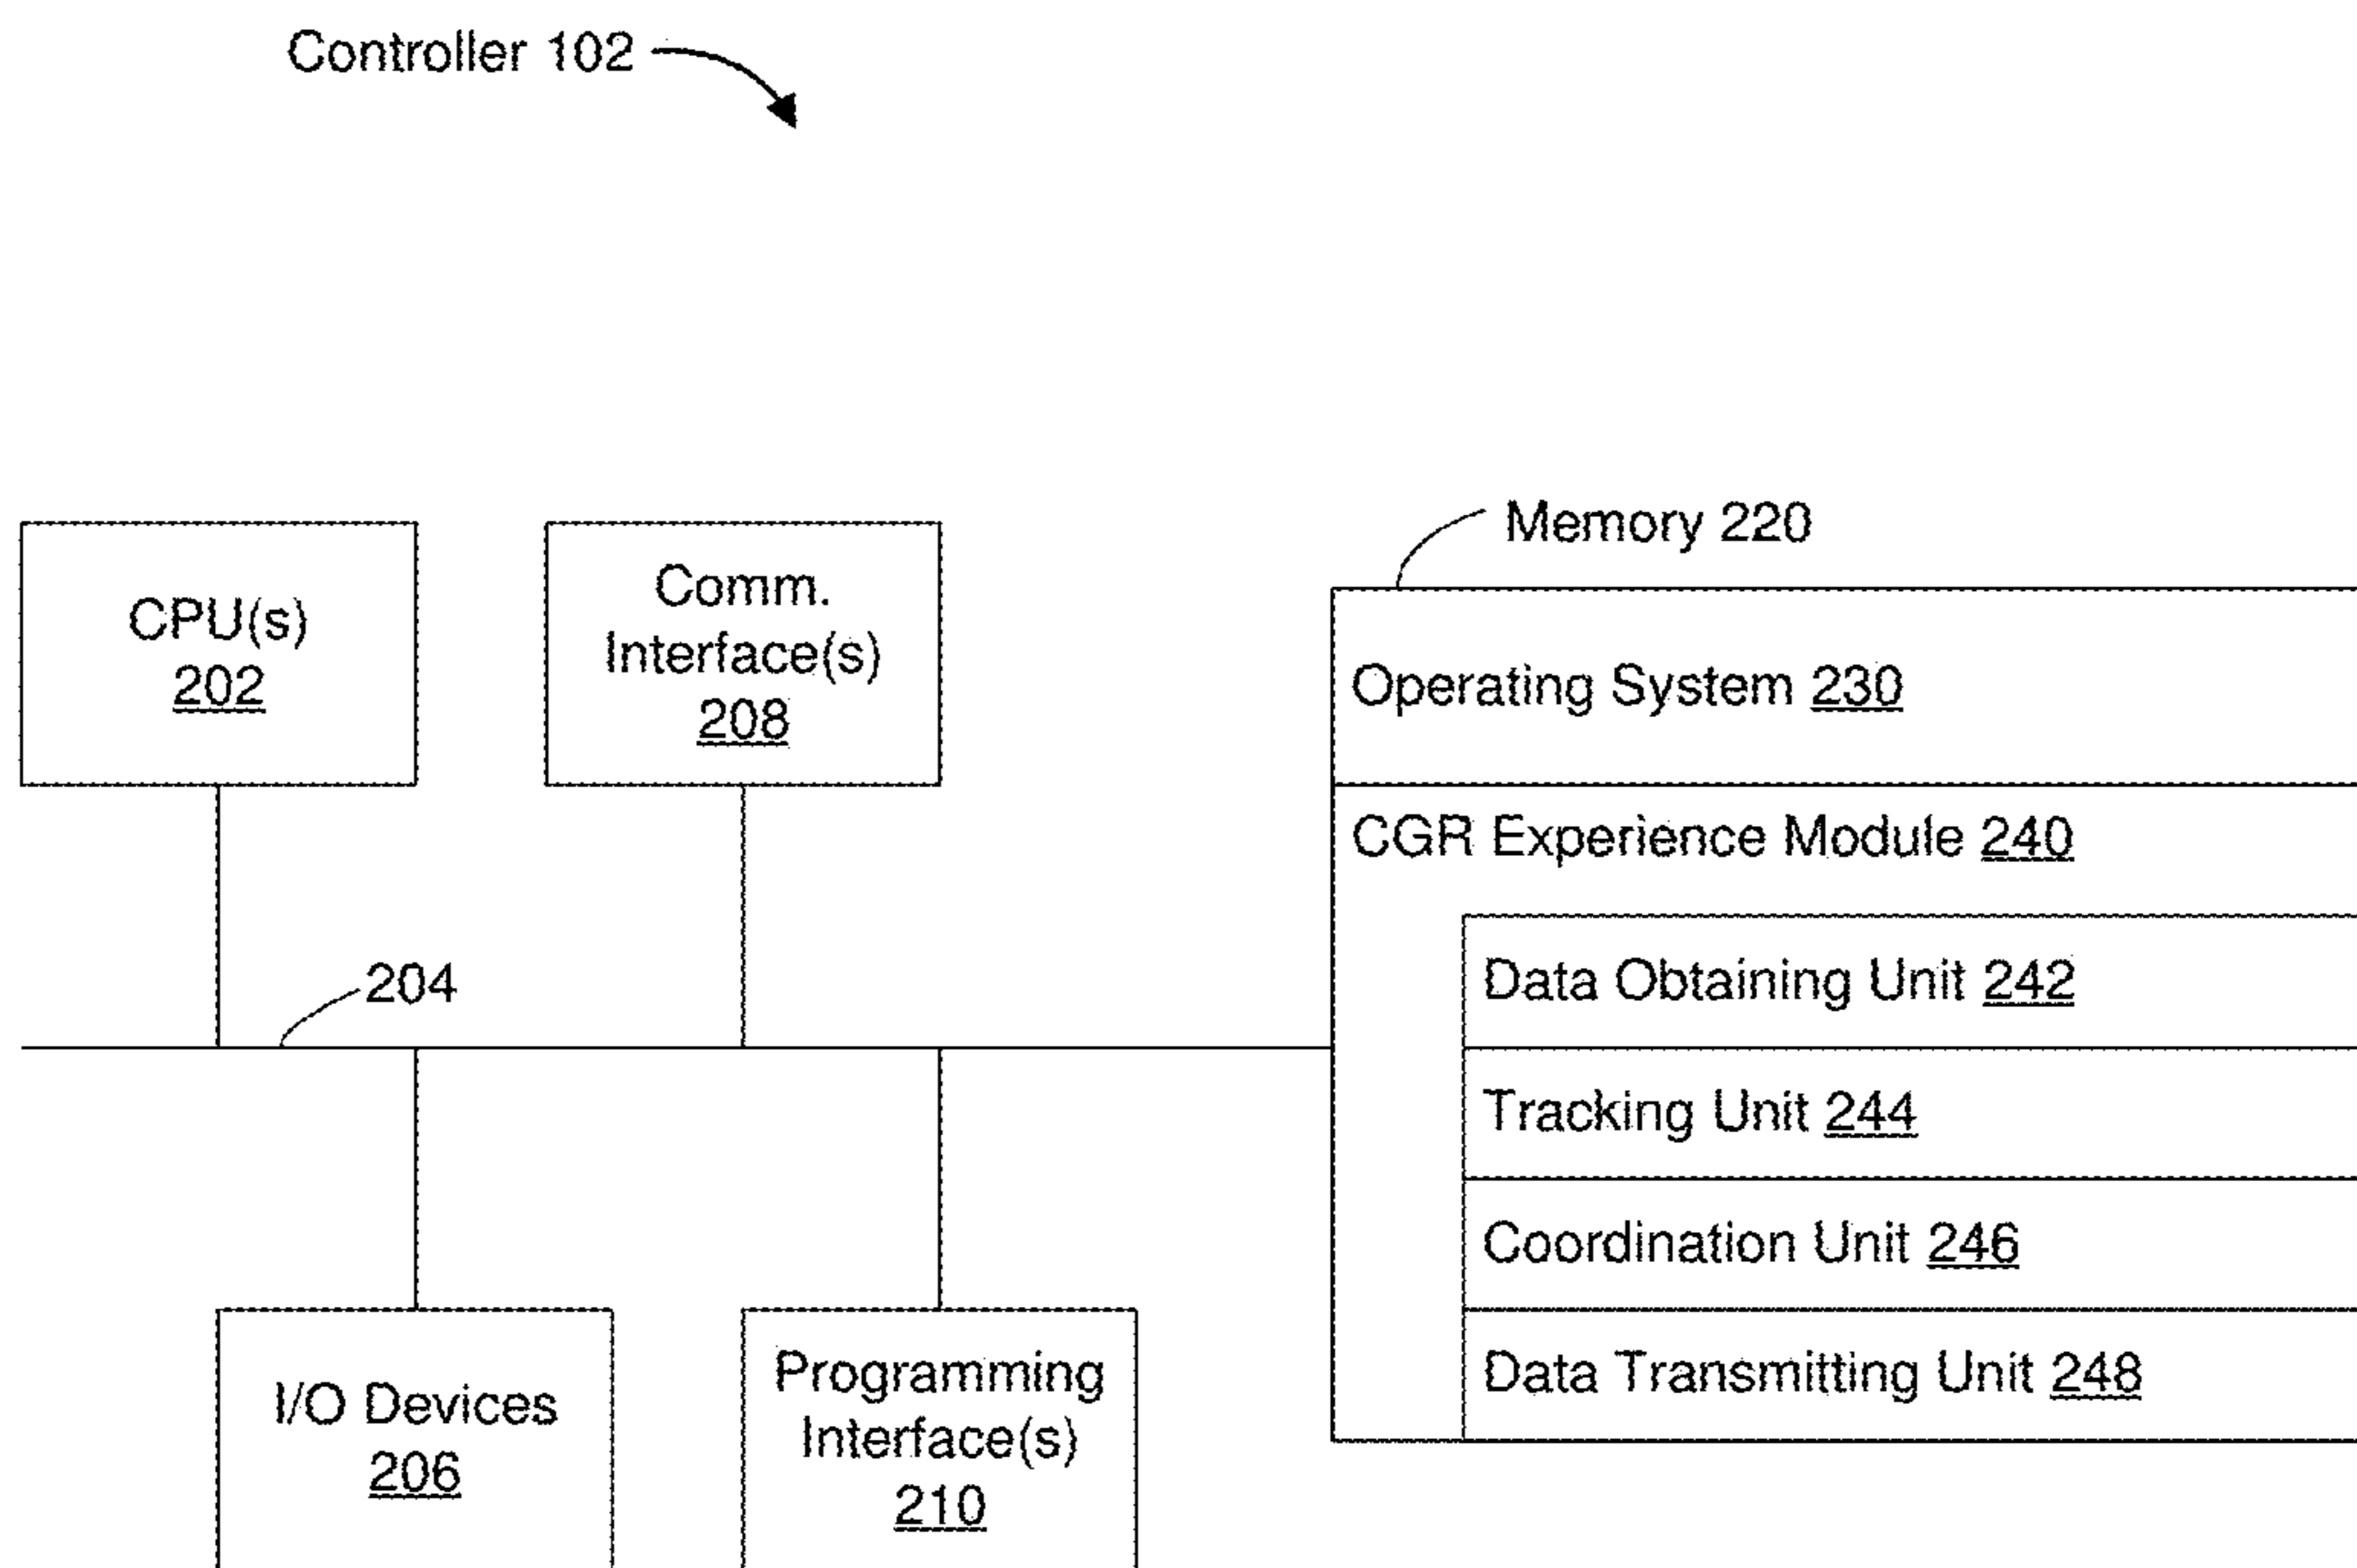 Controller 102
CPU(s)
202
Comm.
Interface(s)
208
Memory 220
Operating System 230
CGR Experience Module 240
Data Obtaining Unit 242
Tracking Unit 244
Coordination Unit 246
Data Transmitting Unit 248
204
I/O Devices
206
Programming
Interface(s)
210